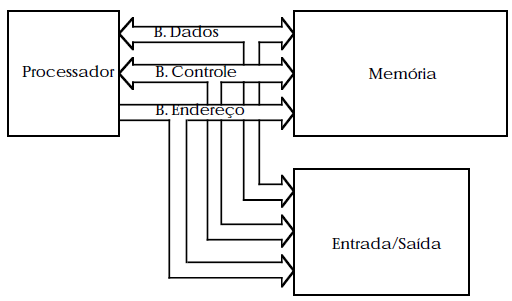 B. Dados
Processador
B. Controle
Memória
B. Endereço
Entrada/Saída